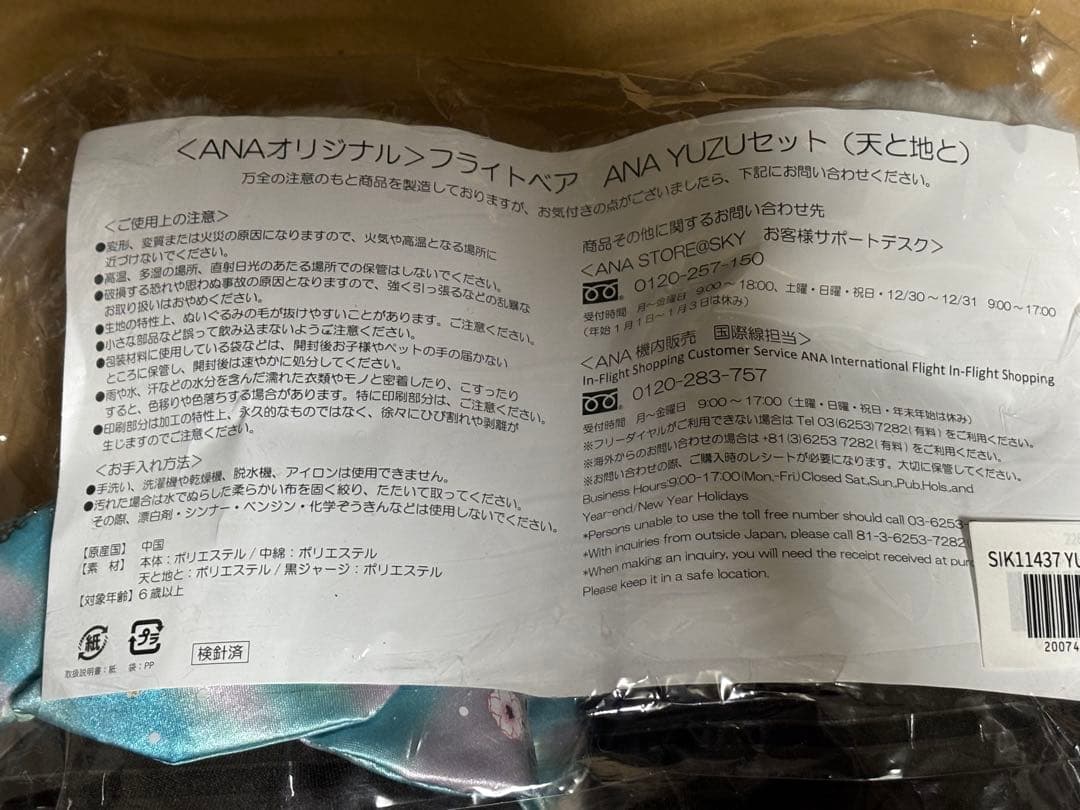 <ANAオリジナル>フライトベア ANA YUZUセット(天と地と)
万全の注意のもと商品を製造しておりますが、お気付きの点がございましたら、下記にお問い合わせください。
<ご使用上の注意>
●変形、変質または火災の原因になりますので、火気や高温となる場所に
近づけないでください。
●高温、多湿の場所、直射日光のあたる場所での保管はしないでください。
●破損する恐れや思わぬ事故の原因となりますので、強く引っ張るなどの乱暴な
お取り扱いはおやめください。
●生地の特性上、ぬいぐるみの毛が抜けやすいことがあります。ご注意ください。
●小さな部品など誤って飲み込まないようご注意ください。
●包装材料に使用している袋などは、開封後お子様やペットの手の届かない
ところに保管し、開封後は速やかに処分してください。
●雨や水、汗などの水分を含んだ濡れた衣類やモノと密着したり、こすったり
すると、色移りや色落ちする場合があります。特に印刷部分は、ご注意ください。
●印刷部分は加工の特性上、永久的なものではなく、徐々にひび割れや剥離が
生じますのでご注意ください。
<お手入れ方法>
●手洗い、洗濯機や乾燥機、脱水機、アイロンは使用できません。
●汚れた場合は水でぬらした柔らかい布を固く絞り、たたいて取ってください。
その際、漂白剤・シンナー・ベンジン・化学ぞうきんなどは使用しないでください。
【原産国】 中国
【素 材】 本体:ポリエステル/中綿:ポリエステル
天と地と:ポリエステル/黒ジャージ:ポリエステル
【対象年齢】6歳以上
紙
プラ
取扱説明書:紙 袋:PP
検針済
商品その他に関するお問い合わせ先
<ANA STORE@SKY お客様サポートデスク>
0120-257-150
受付時間 月~金曜日 9:00~18:00、土曜・日曜・祝日・12/30~12/31 9:00~17:00
(年始1月1日~1月3日は休み)
<ANA 機内販売 国際線担当>
In-Flight Shopping Customer Service ANA International Flight In-Flight Shopping
0120-283-757
受付時間 月~金曜日 9:00~17:00(土曜・日曜・祝日・年末年始は休み)
※フリーダイヤルがご利用できない場合は Tel 03(6253)7282(有料)をご利用ください。
※海外からのお問い合わせの場合は +81(3)6253 7282(有料)をご利用ください。
※お問い合わせの際、ご購入時のレシートが必要になります。大切に保管してください。
Business Hours:9:00-17:00(Mon,-Fri)Closed Sat,Sun,Pub,Hols,and
Year-end/New Year Holidays
*Persons unable to use the toll free number should call 03-6253-
*With inquiries from outside Japan, please call 81-3-6253-7282(
*When making an inquiry, you will need the receipt received at pur
Please keep it in a safe location.
SIK11437 YU
20074